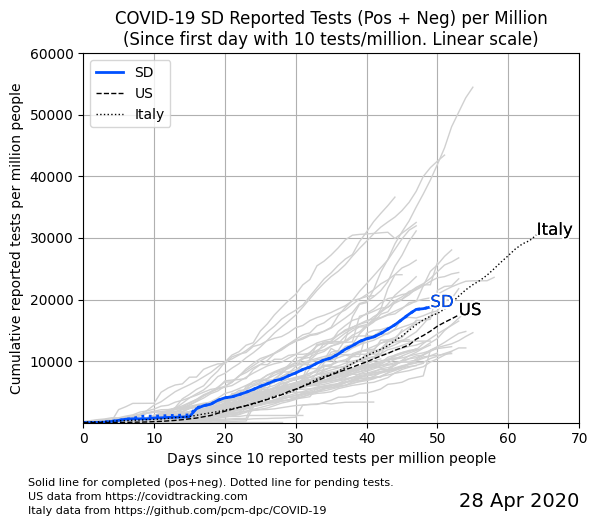 COVID-19 SD Reported Tests (Pos + Neg) per Million
(Since first day with 10 tests/million. Linear scale)
60000
50000
40000
30000
20000
10000
Cumulative reported tests per million people
SD
US
Italy
Italy
SD
US
0 10 20 30 40 50 60 70
Days since 10 reported tests per million people
Solid line for completed (pos+neg). Dotted line for pending tests.
US data from https://covidtracking.com
Italy data from https://github.com/pcm-dpc/COVID-19
28 Apr 2020